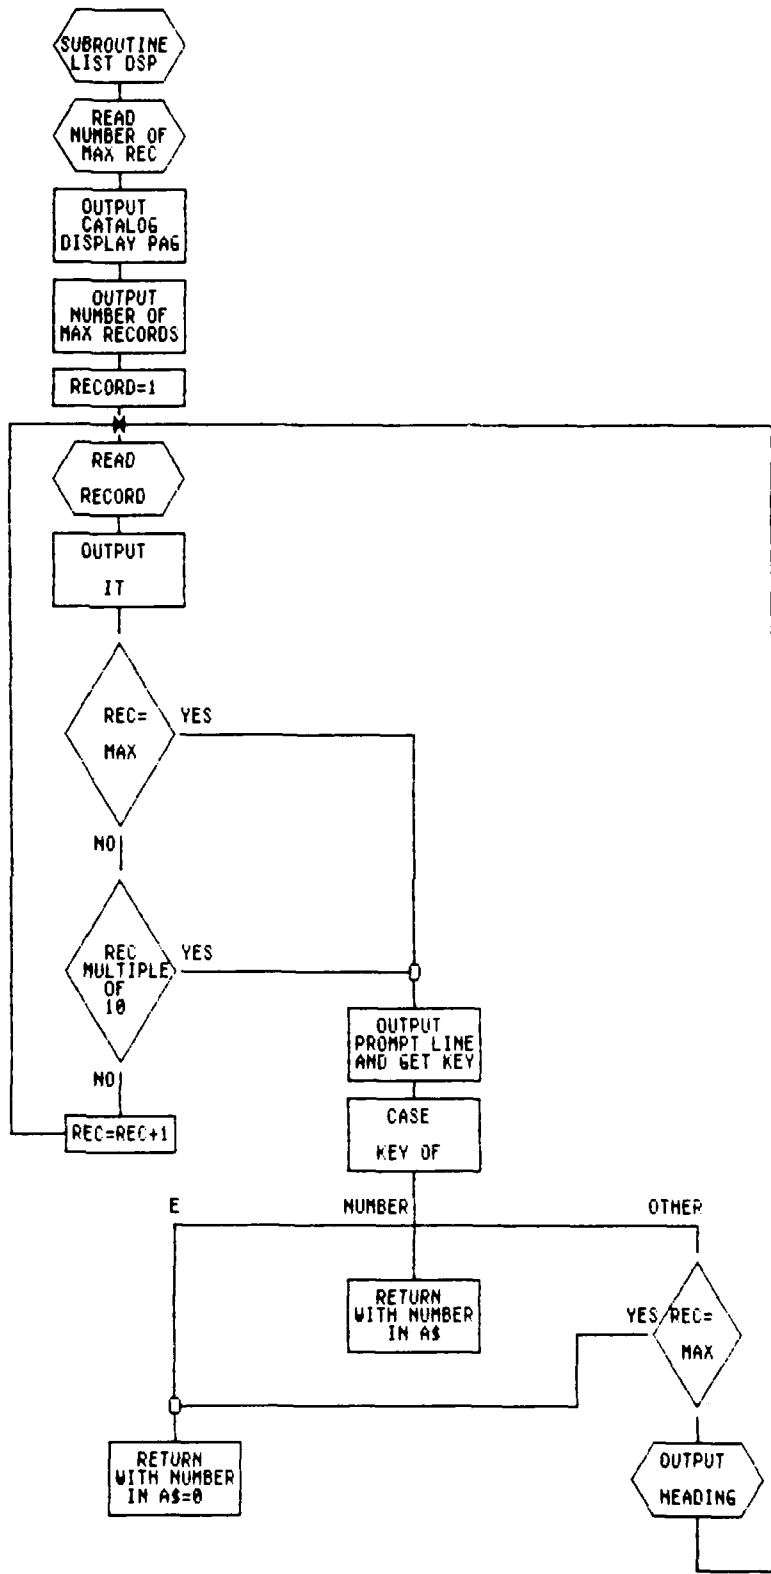 SUBROUTINE
LIST DSP
READ
NUMBER OF
MAX REC
OUTPUT
CATALOG
DISPLAY PAG
OUTPUT
NUMBER OF
MAX RECORDS
RECORD=1
READ
RECORD
OUTPUT
IT
REC=
MAX
YES
NO
REC
MULTIPLE
OF
10
YES
NO
REC=REC+1
OUTPUT
PROMPT LINE
AND GET KEY
CASE
KEY OF
E
NUMBER
OTHER
RETURN
WITH NUMBER
IN A$
YES
REC=
MAX
RETURN
WITH NUMBER
IN A$=0
OUTPUT
HEADING